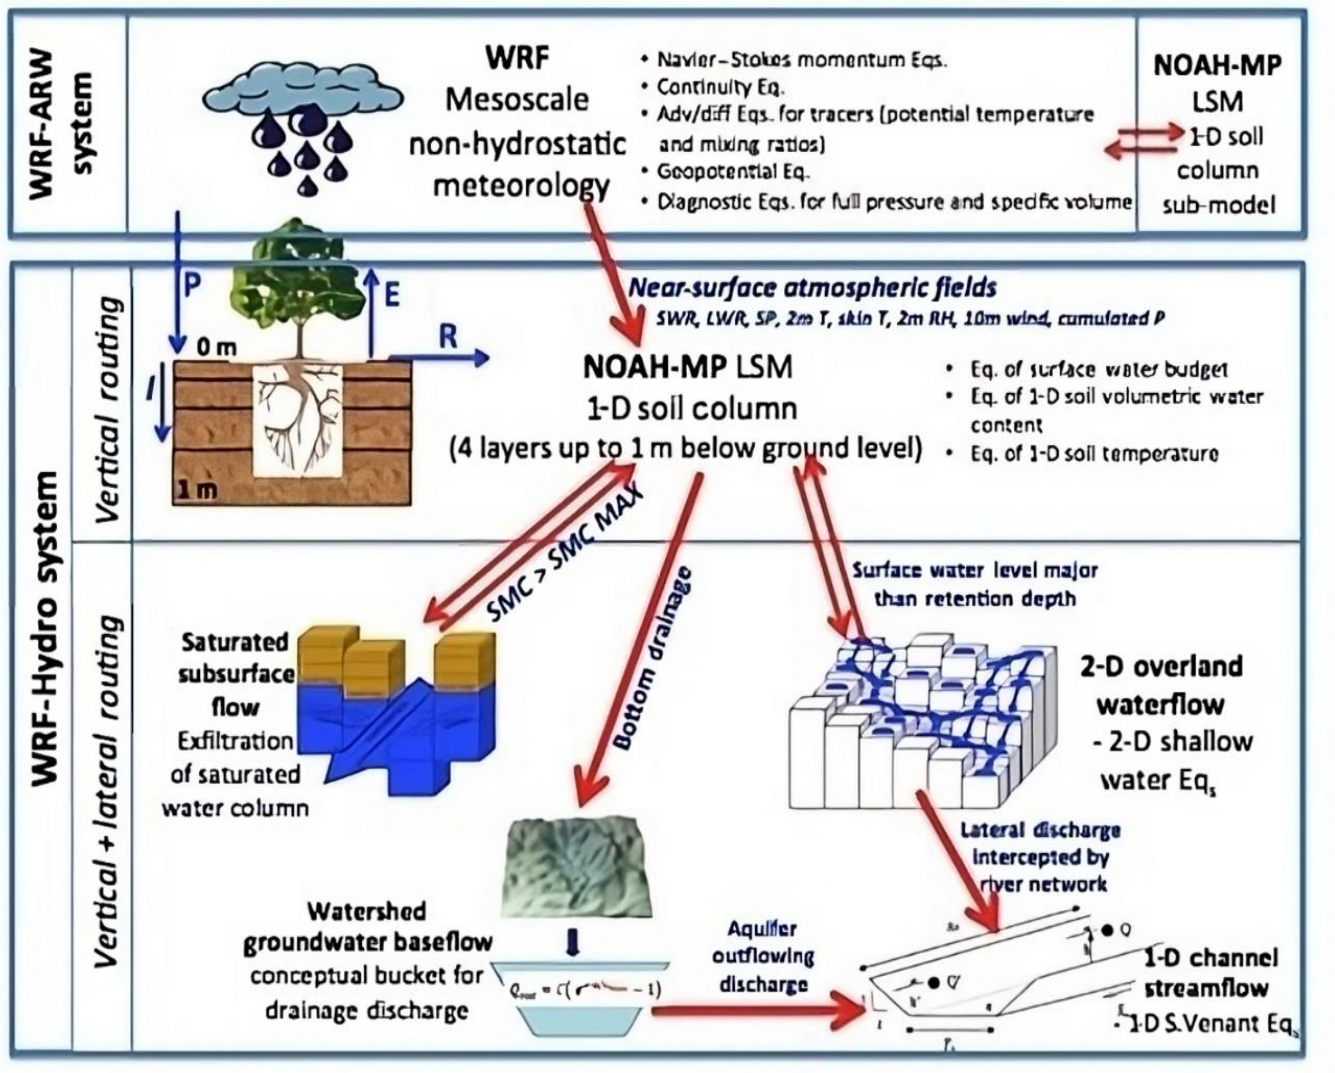 WRF-ARW
system
WRF
Mesoscale
non-hydrostatic
meteorology
• Navier-Stokes momentum Eqs.
• Continuity Eq.
• Adv/diff Eqs. for tracers (potential temperature
and mixing ratios)
• Geopotential Eq.
• Diagnostic Eqs. for full pressure and specific volume
NOAH-MP
LSM
1-D soil
column
sub-model
WRF-Hydro system
Vertical routing
P
E
R
0 m
I
1 m
Near-surface atmospheric fields
SWR, LWR, SP, 2m T, skin T, 2m RH, 10m wind, cumulated P
NOAH-MP LSM
1-D soil column
(4 layers up to 1 m below ground level)
• Eq. of surface water budget
• Eq. of 1-D soil volumetric water
content
• Eq. of 1-D soil temperature
Vertical + lateral routing
SMC > SMC MAX
Bottom drainage
Surface water level major
than retention depth
Saturated
subsurface
flow
Exfiltration
of saturated
water column
2-D overland
waterflow
- 2-D shallow
water Eqs
Lateral discharge
intercepted by
river network
Watershed
groundwater baseflow
conceptual bucket for
drainage discharge
Aquifer
outflowing
discharge
Q
1-D channel
streamflow
- 1-D S.Venant Eqs